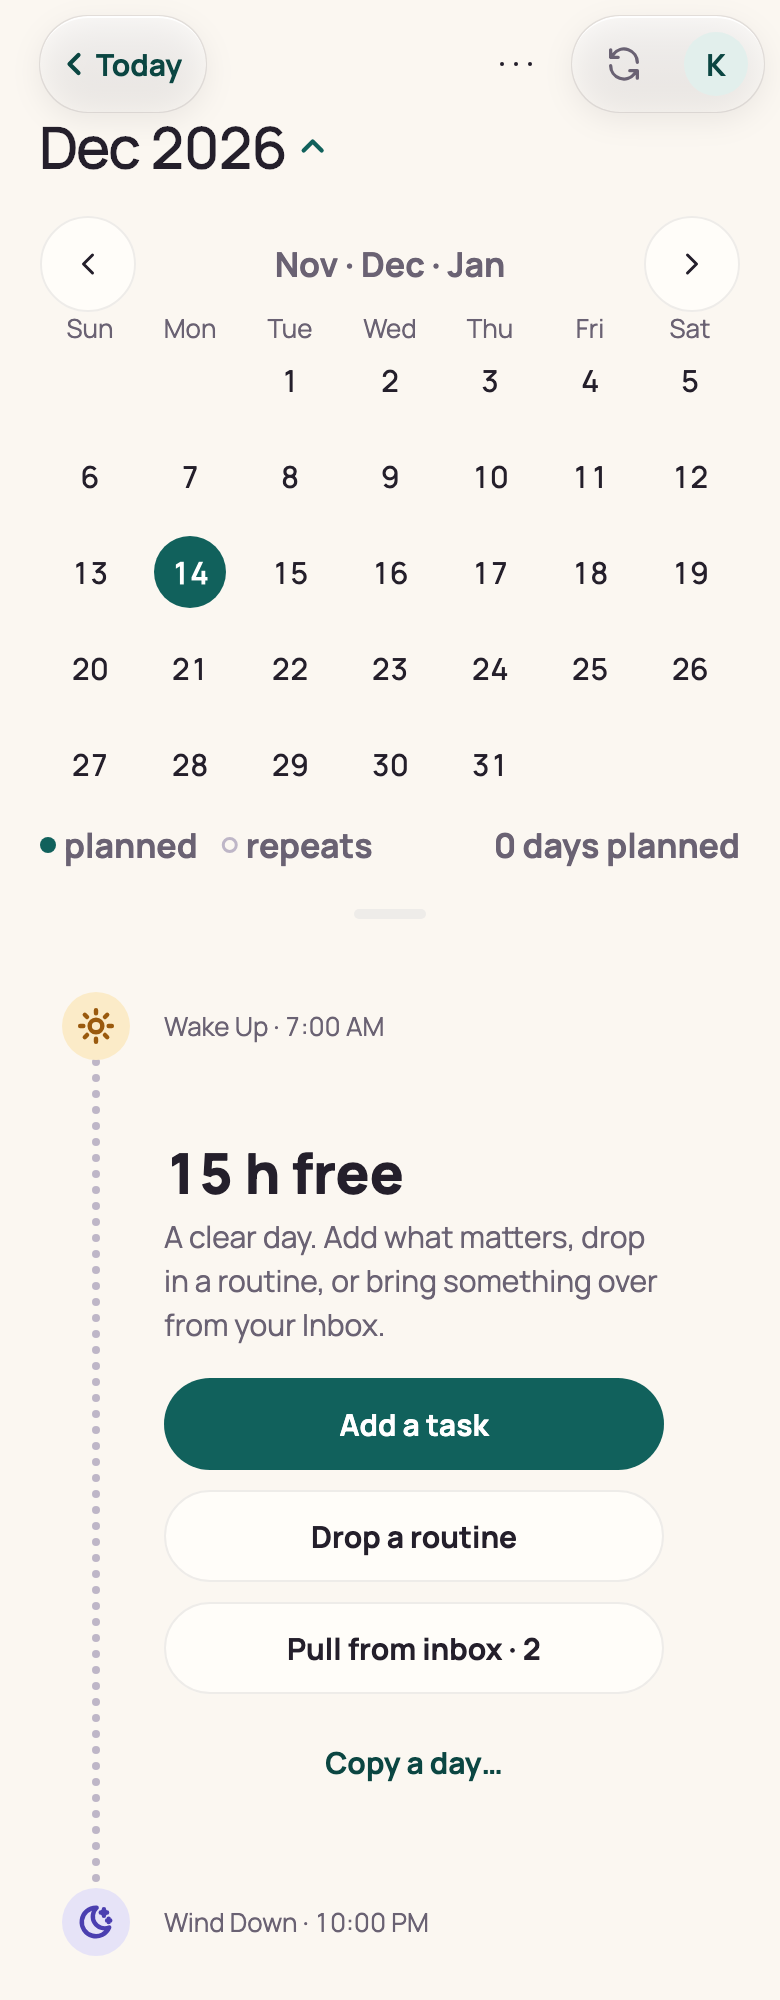 Today
...
K
Dec 2026
Nov · Dec · Jan
Sun Mon Tue Wed Thu Fri Sat
1 2 3 4 5
6 7 8 9 10 11 12
13 14 15 16 17 18 19
20 21 22 23 24 25 26
27 28 29 30 31
planned repeats 0 days planned
Wake Up · 7:00 AM
15 h free
A clear day. Add what matters, drop
in a routine, or bring something over
from your Inbox.
Add a task
Drop a routine
Pull from inbox · 2
Copy a day...
Wind Down · 10:00 PM